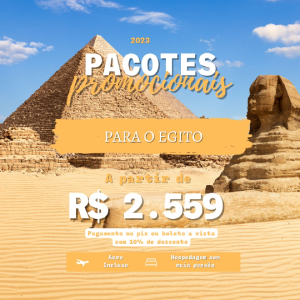 2023
PACOTES
promocionais
PARA O EGITO
A partir de
R$ 2.559
Pagamento no pix ou boleto a vista
com 10% de desconto
Aéreo
Incluso
Hospedagem com
meia pensão